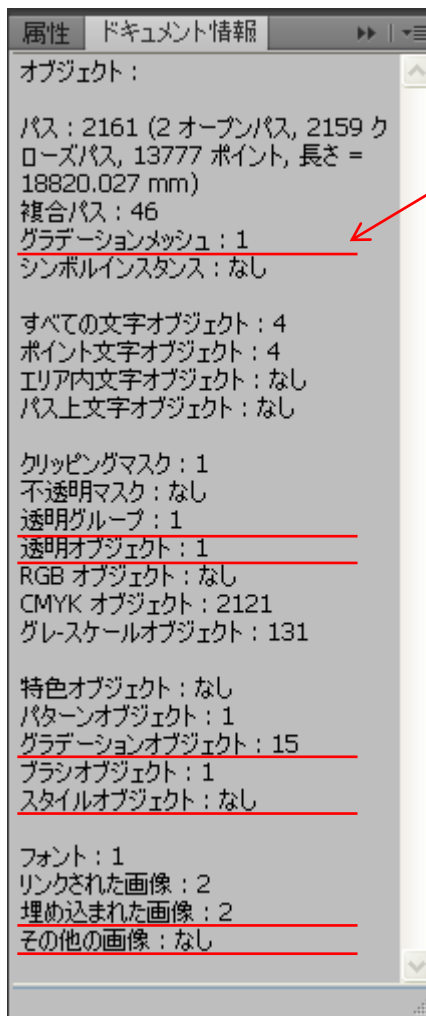 属性 ドキュメント情報
オブジェクト：
パス：2161 (2 オープンパス, 2159 ク
ローズパス, 13777 ポイント, 長さ =
18820.027 mm)
複合パス：46
グラデーションメッシュ：1
シンボルインスタンス：なし
すべての文字オブジェクト：4
ポイント文字オブジェクト：4
エリア内文字オブジェクト：なし
パス上文字オブジェクト：なし
クリッピングマスク：1
不透明マスク：なし
透明グループ：1
透明オブジェクト：1
RGB オブジェクト：なし
CMYK オブジェクト：2121
グレースケールオブジェクト：131
特色オブジェクト：なし
パターンオブジェクト：1
グラデーションオブジェクト：15
ブラシオブジェクト：1
スタイルオブジェクト：なし
フォント：1
リンクされた画像：2
埋め込まれた画像：2
その他の画像：なし